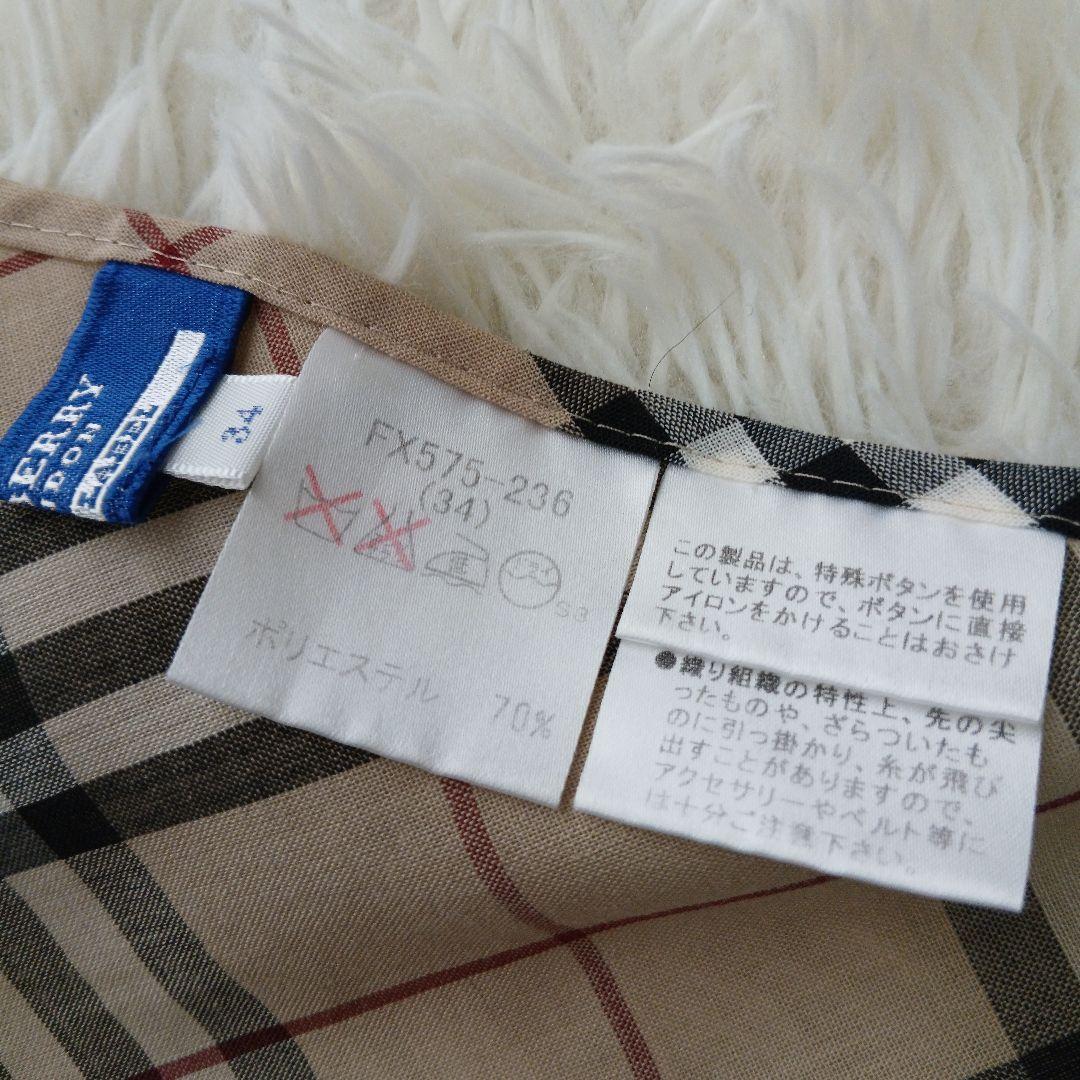 ERRY
LABEL
34
FX575-236
(34)
S3
ポリエステル 70%
この製品は、特殊ボタンを使用
していますので、ボタンに直接
アイロンをかけることはおさけ
下さい。
●織り組織の特性上、先の尖
ったものや、ざらついたも
のに引っ掛かり、糸が飛び
出すことがありますので、
アクセサリーやベルト等に
は十分ご注意下さい。